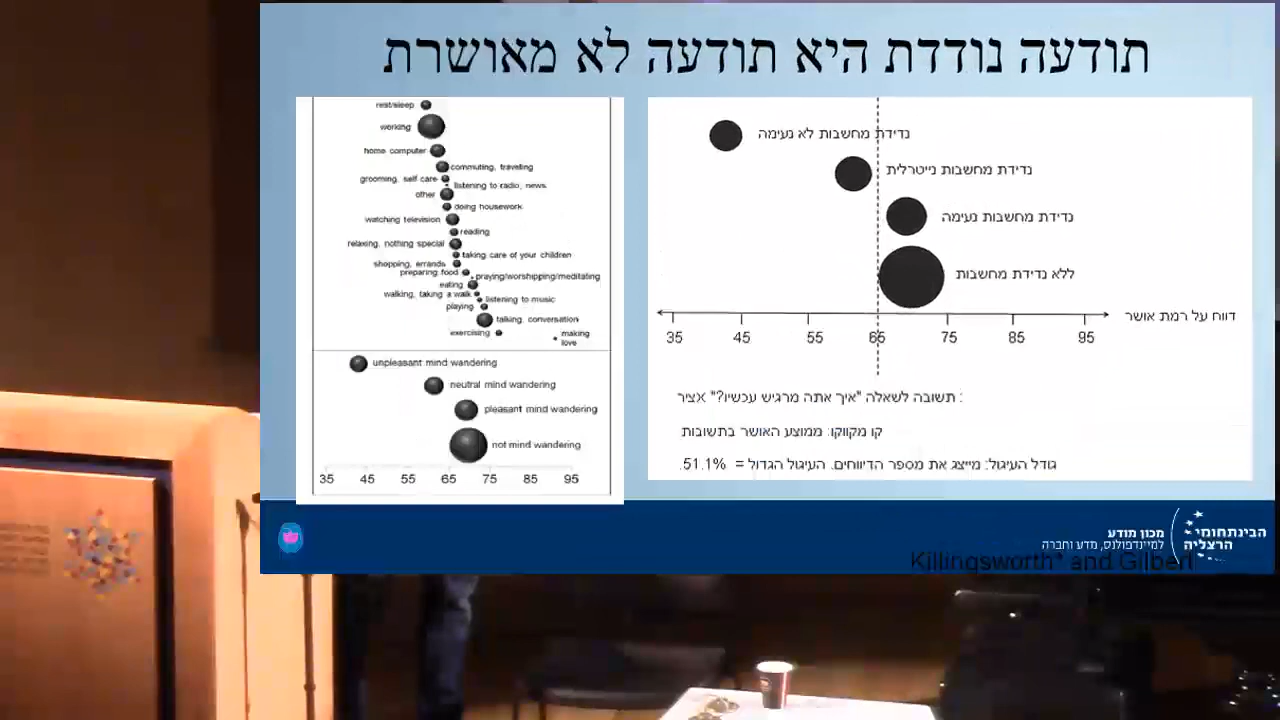 תודעה נודדת היא תודעה לא מאושרת
rest/sleep
working
home computer
commuting, traveling
grooming, self care
listening to radio, news
other
doing housework
watching television
reading
relaxing, nothing special
taking care of your children
shopping, errands
preparing food
praying/worshipping/meditating
eating
walking, taking a walk
listening to music
playing
talking, conversation
exercising
making
love
unpleasant mind wandering
neutral mind wandering
pleasant mind wandering
not mind wandering
35 45 55 65 75 85 95
נדידת מחשבות לא נעימה
נדידת מחשבות נייטרלית
נדידת מחשבות נעימה
ללא נדידת מחשבות
דווח על רמת אושר
35 45 55 65 75 85 95
: תשובה לשאלה "איך אתה מרגיש עכשיו?" אציר
קו מקווקו: ממוצע האושר בתשובות
גודל העיגול: מייצג את מספר הדיווחים. העיגול הגדול = 51.1%.
מכון מודע
למיינדפולנס, מדע וחברה
הבינתחומי
הרצליה
Killingsworth* and Gilbert